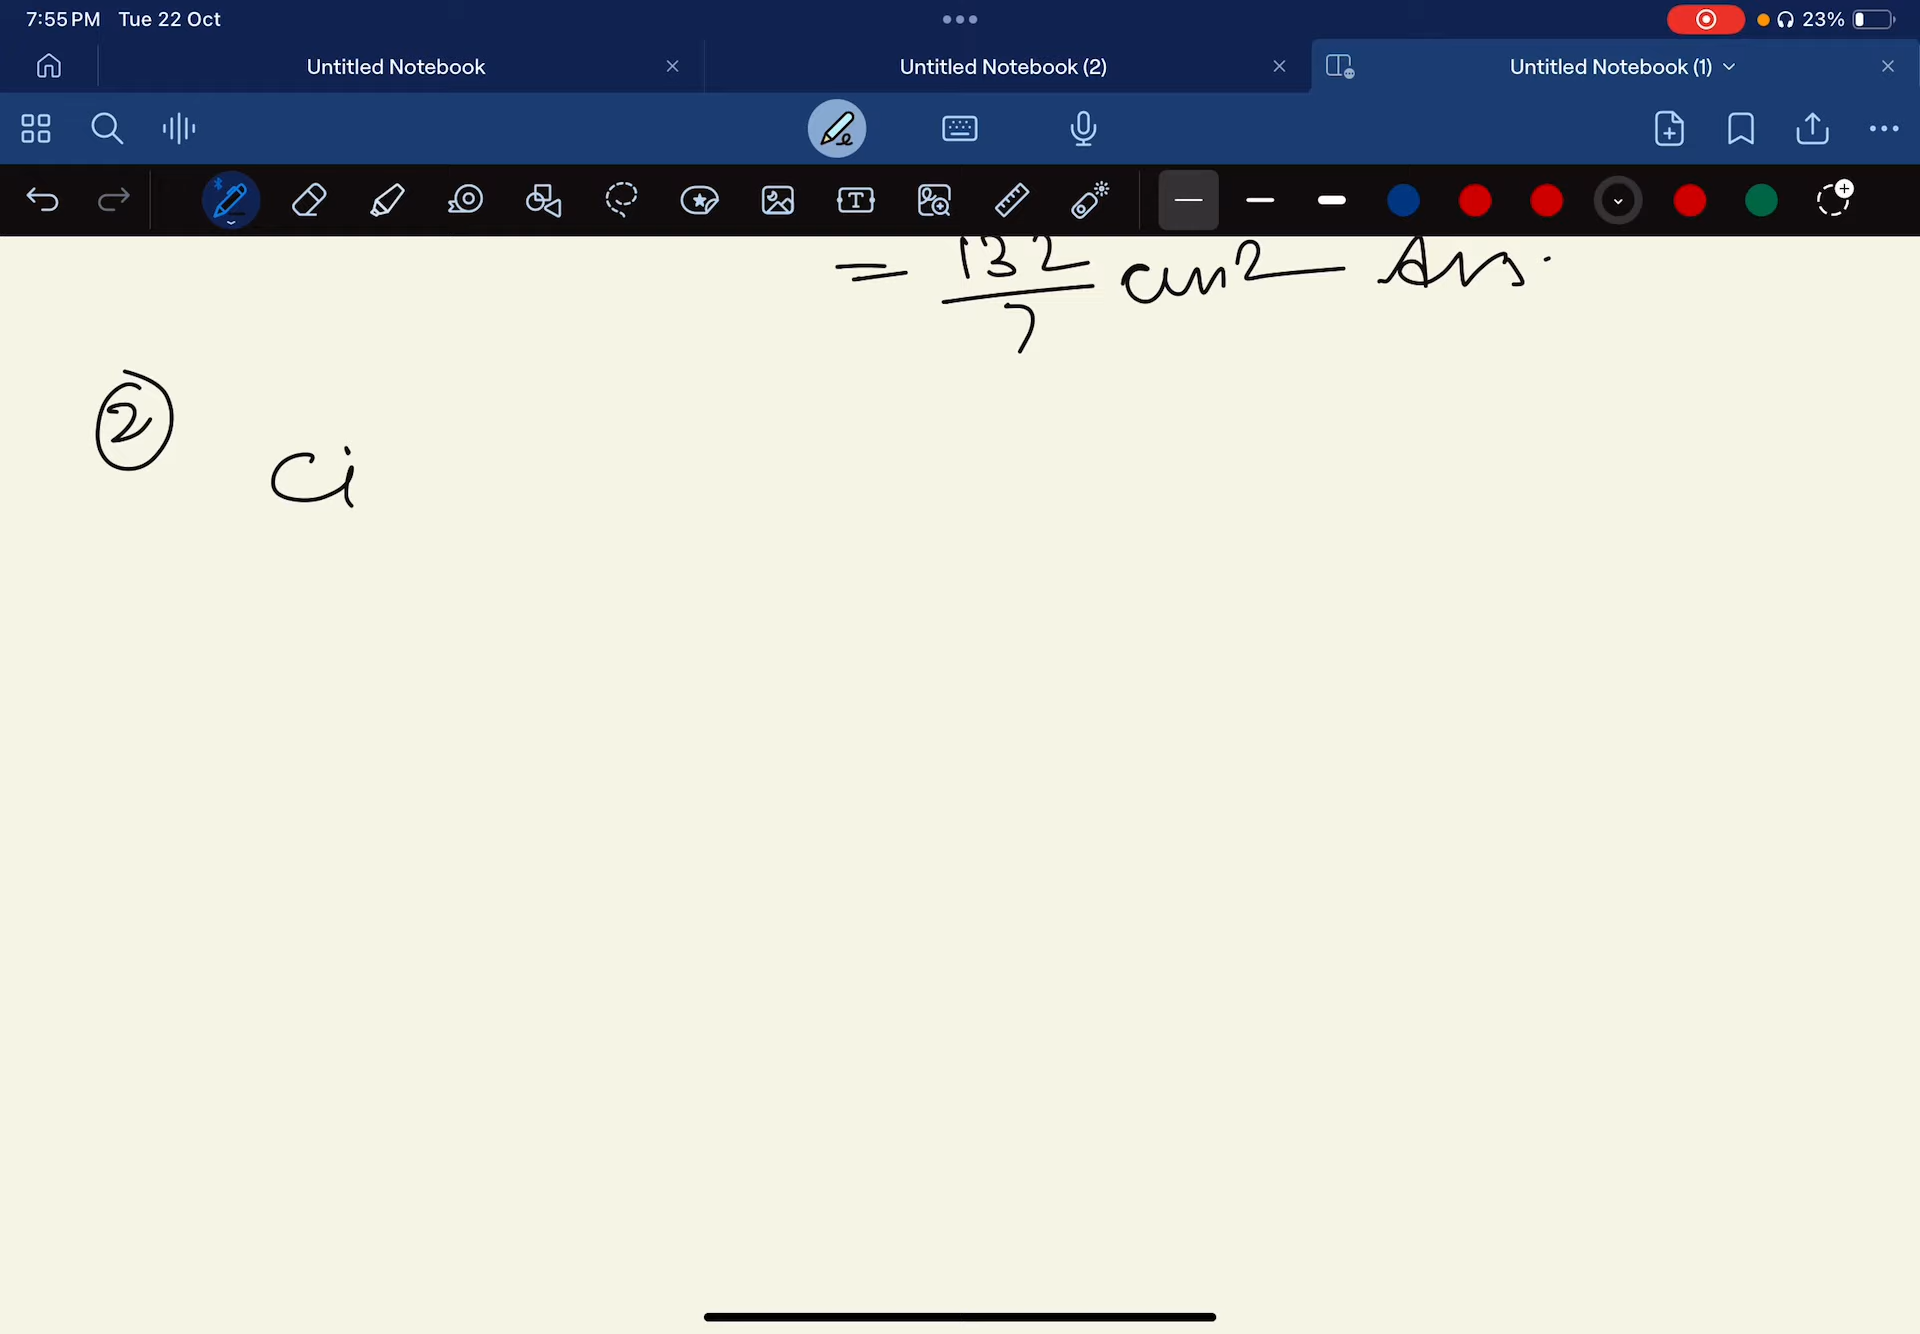 7:55 PM Tue 22 Oct
23%
Untitled Notebook
Untitled Notebook (2)
Untitled Notebook (1)
= 132/7 cm² Ans.
②
Ci